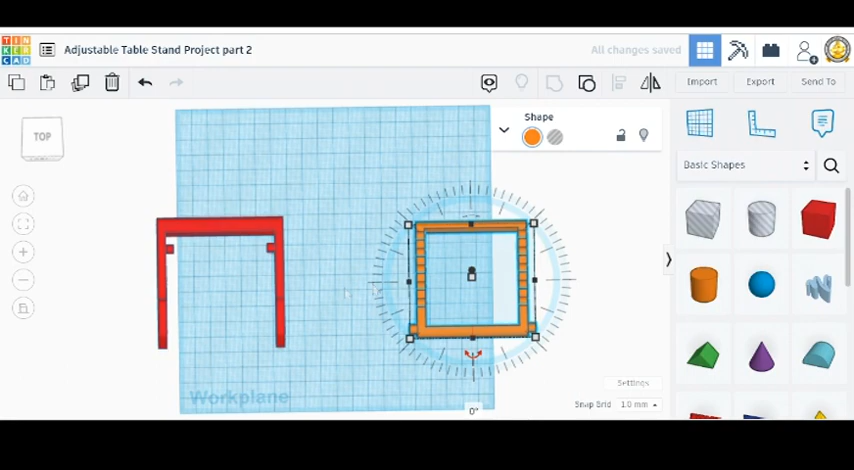 TIN
KER
CAD
Adjustable Table Stand Project part 2
All changes saved
Import
Export
Send To
TOP
Shape
Basic Shapes
Workplane
Settings
Snap Grid 1.0 mm
0°